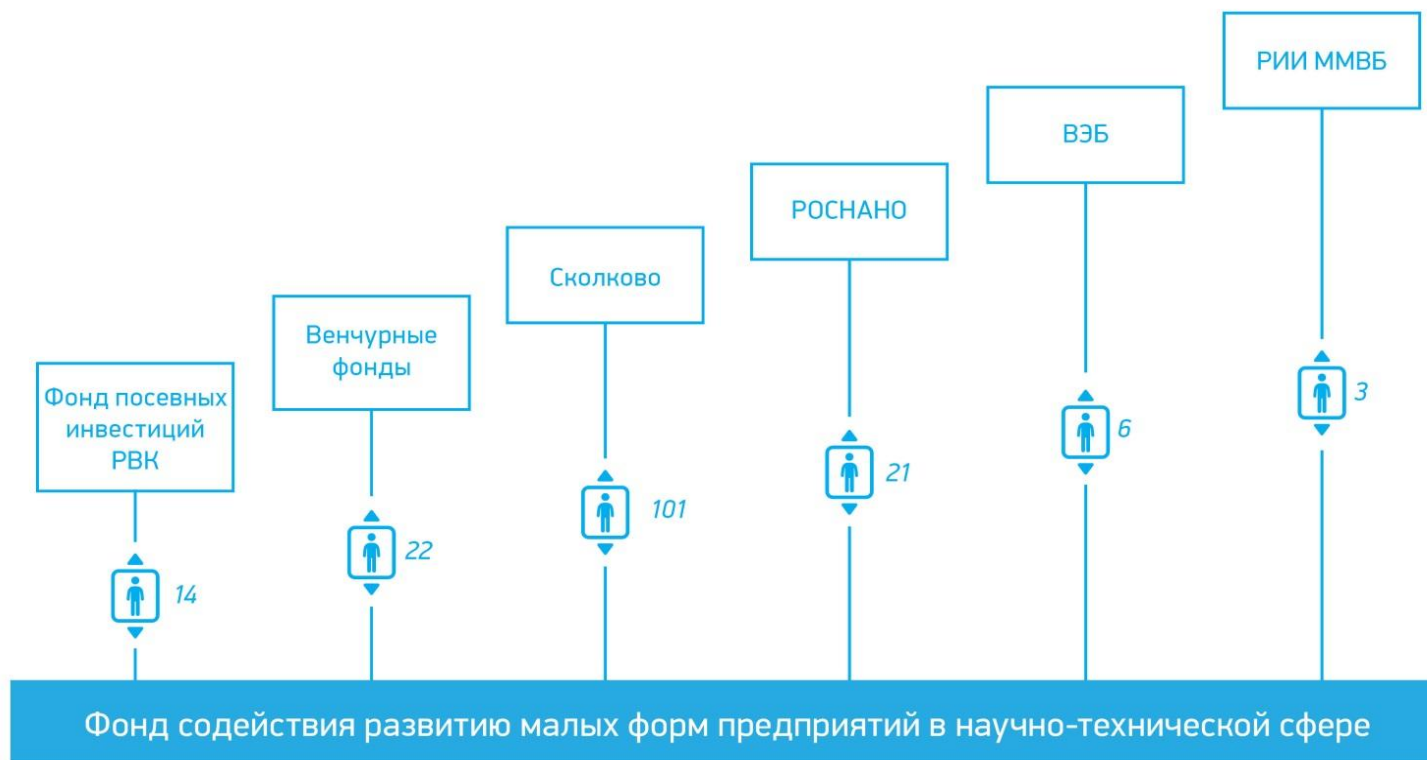 Фонд посевных
инвестиций
РВК
14
Венчурные
фонды
22
Сколково
101
РОСНАНО
21
ВЭБ
6
РИИ ММВБ
3
Фонд содействия развитию малых форм предприятий в научно-технической сфере